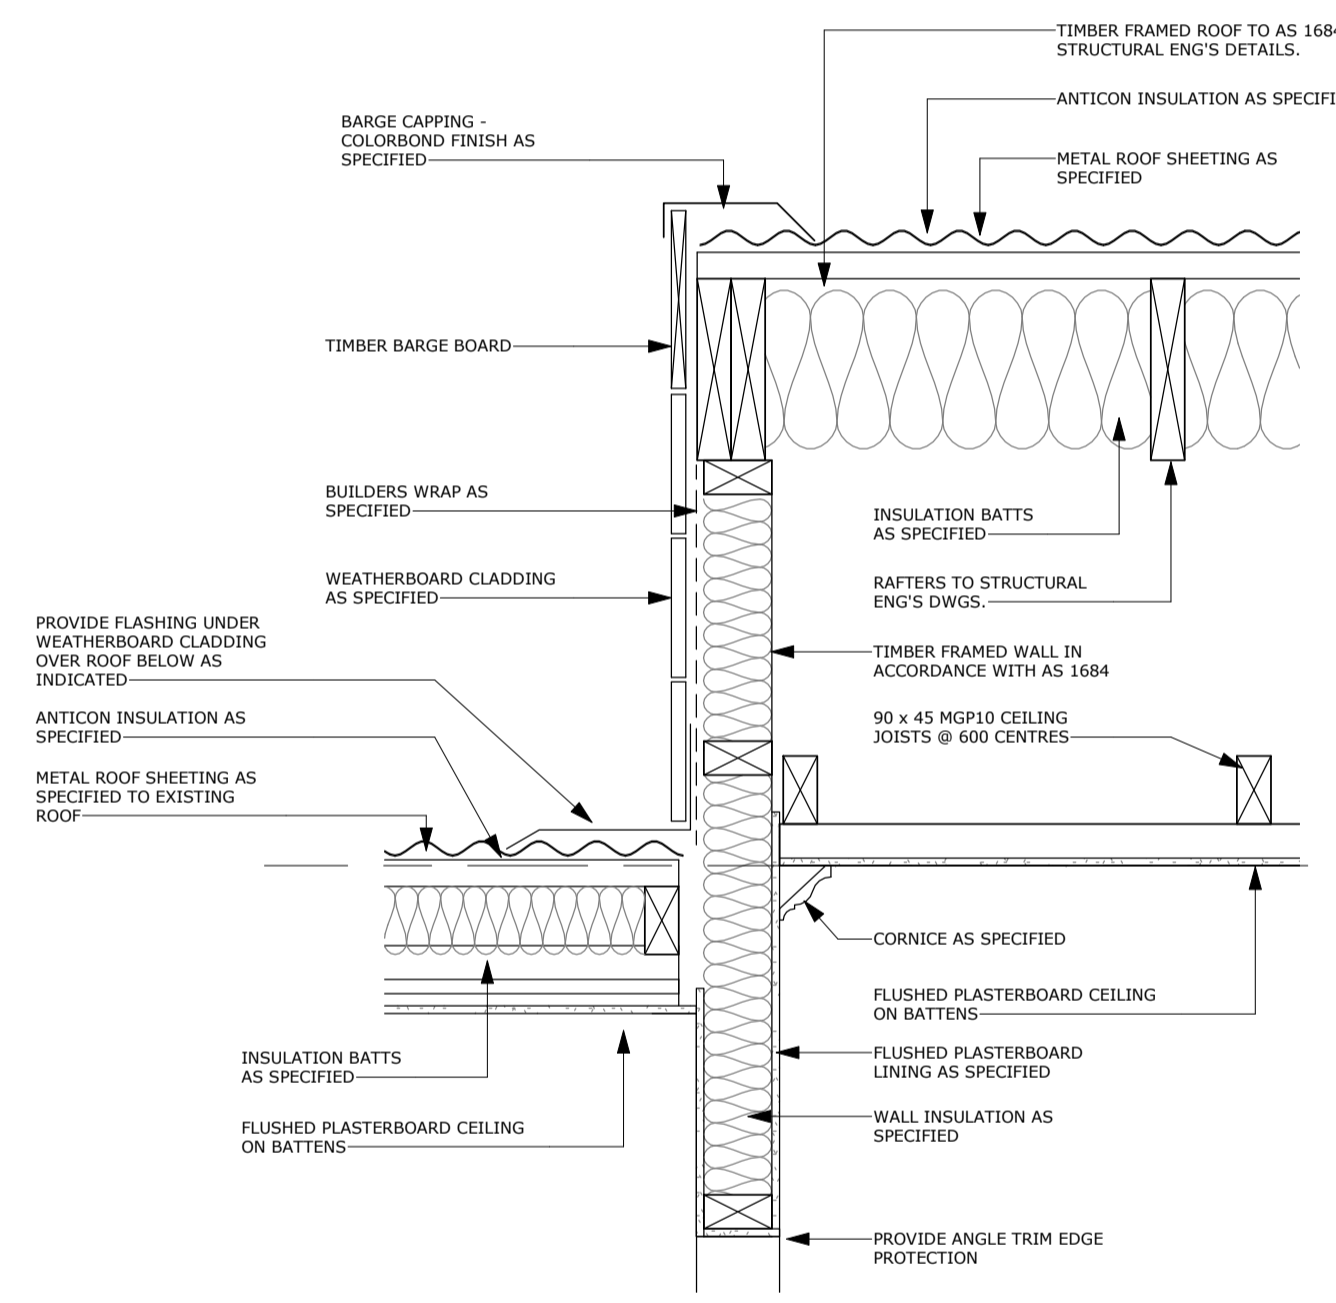 TIMBER FRAMED ROOF TO AS 1684
STRUCTURAL ENG'S DETAILS.
ANTICON INSULATION AS SPECIFI
METAL ROOF SHEETING AS
SPECIFIED
BARGE CAPPING -
COLORBOND FINISH AS
SPECIFIED
TIMBER BARGE BOARD
BUILDERS WRAP AS
SPECIFIED
WEATHERBOARD CLADDING
AS SPECIFIED
PROVIDE FLASHING UNDER
WEATHERBOARD CLADDING
OVER ROOF BELOW AS
INDICATED
ANTICON INSULATION AS
SPECIFIED
METAL ROOF SHEETING AS
SPECIFIED TO EXISTING
ROOF
INSULATION BATTS
AS SPECIFIED
FLUSHED PLASTERBOARD CEILING
ON BATTENS
INSULATION BATTS
AS SPECIFIED
RAFTERS TO STRUCTURAL
ENG'S DWGS.
TIMBER FRAMED WALL IN
ACCORDANCE WITH AS 1684
90 x 45 MGP10 CEILING
JOISTS @ 600 CENTRES
CORNICE AS SPECIFIED
FLUSHED PLASTERBOARD CEILING
ON BATTENS
FLUSHED PLASTERBOARD
LINING AS SPECIFIED
WALL INSULATION AS
SPECIFIED
PROVIDE ANGLE TRIM EDGE
PROTECTION